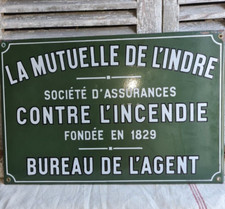 LA MUTUELLE DE L'INDRE
SOCIÉTÉ D'ASSURANCES
CONTRE L'INCENDIE
FONDÉE EN 1829
BUREAU DE L'AGENT